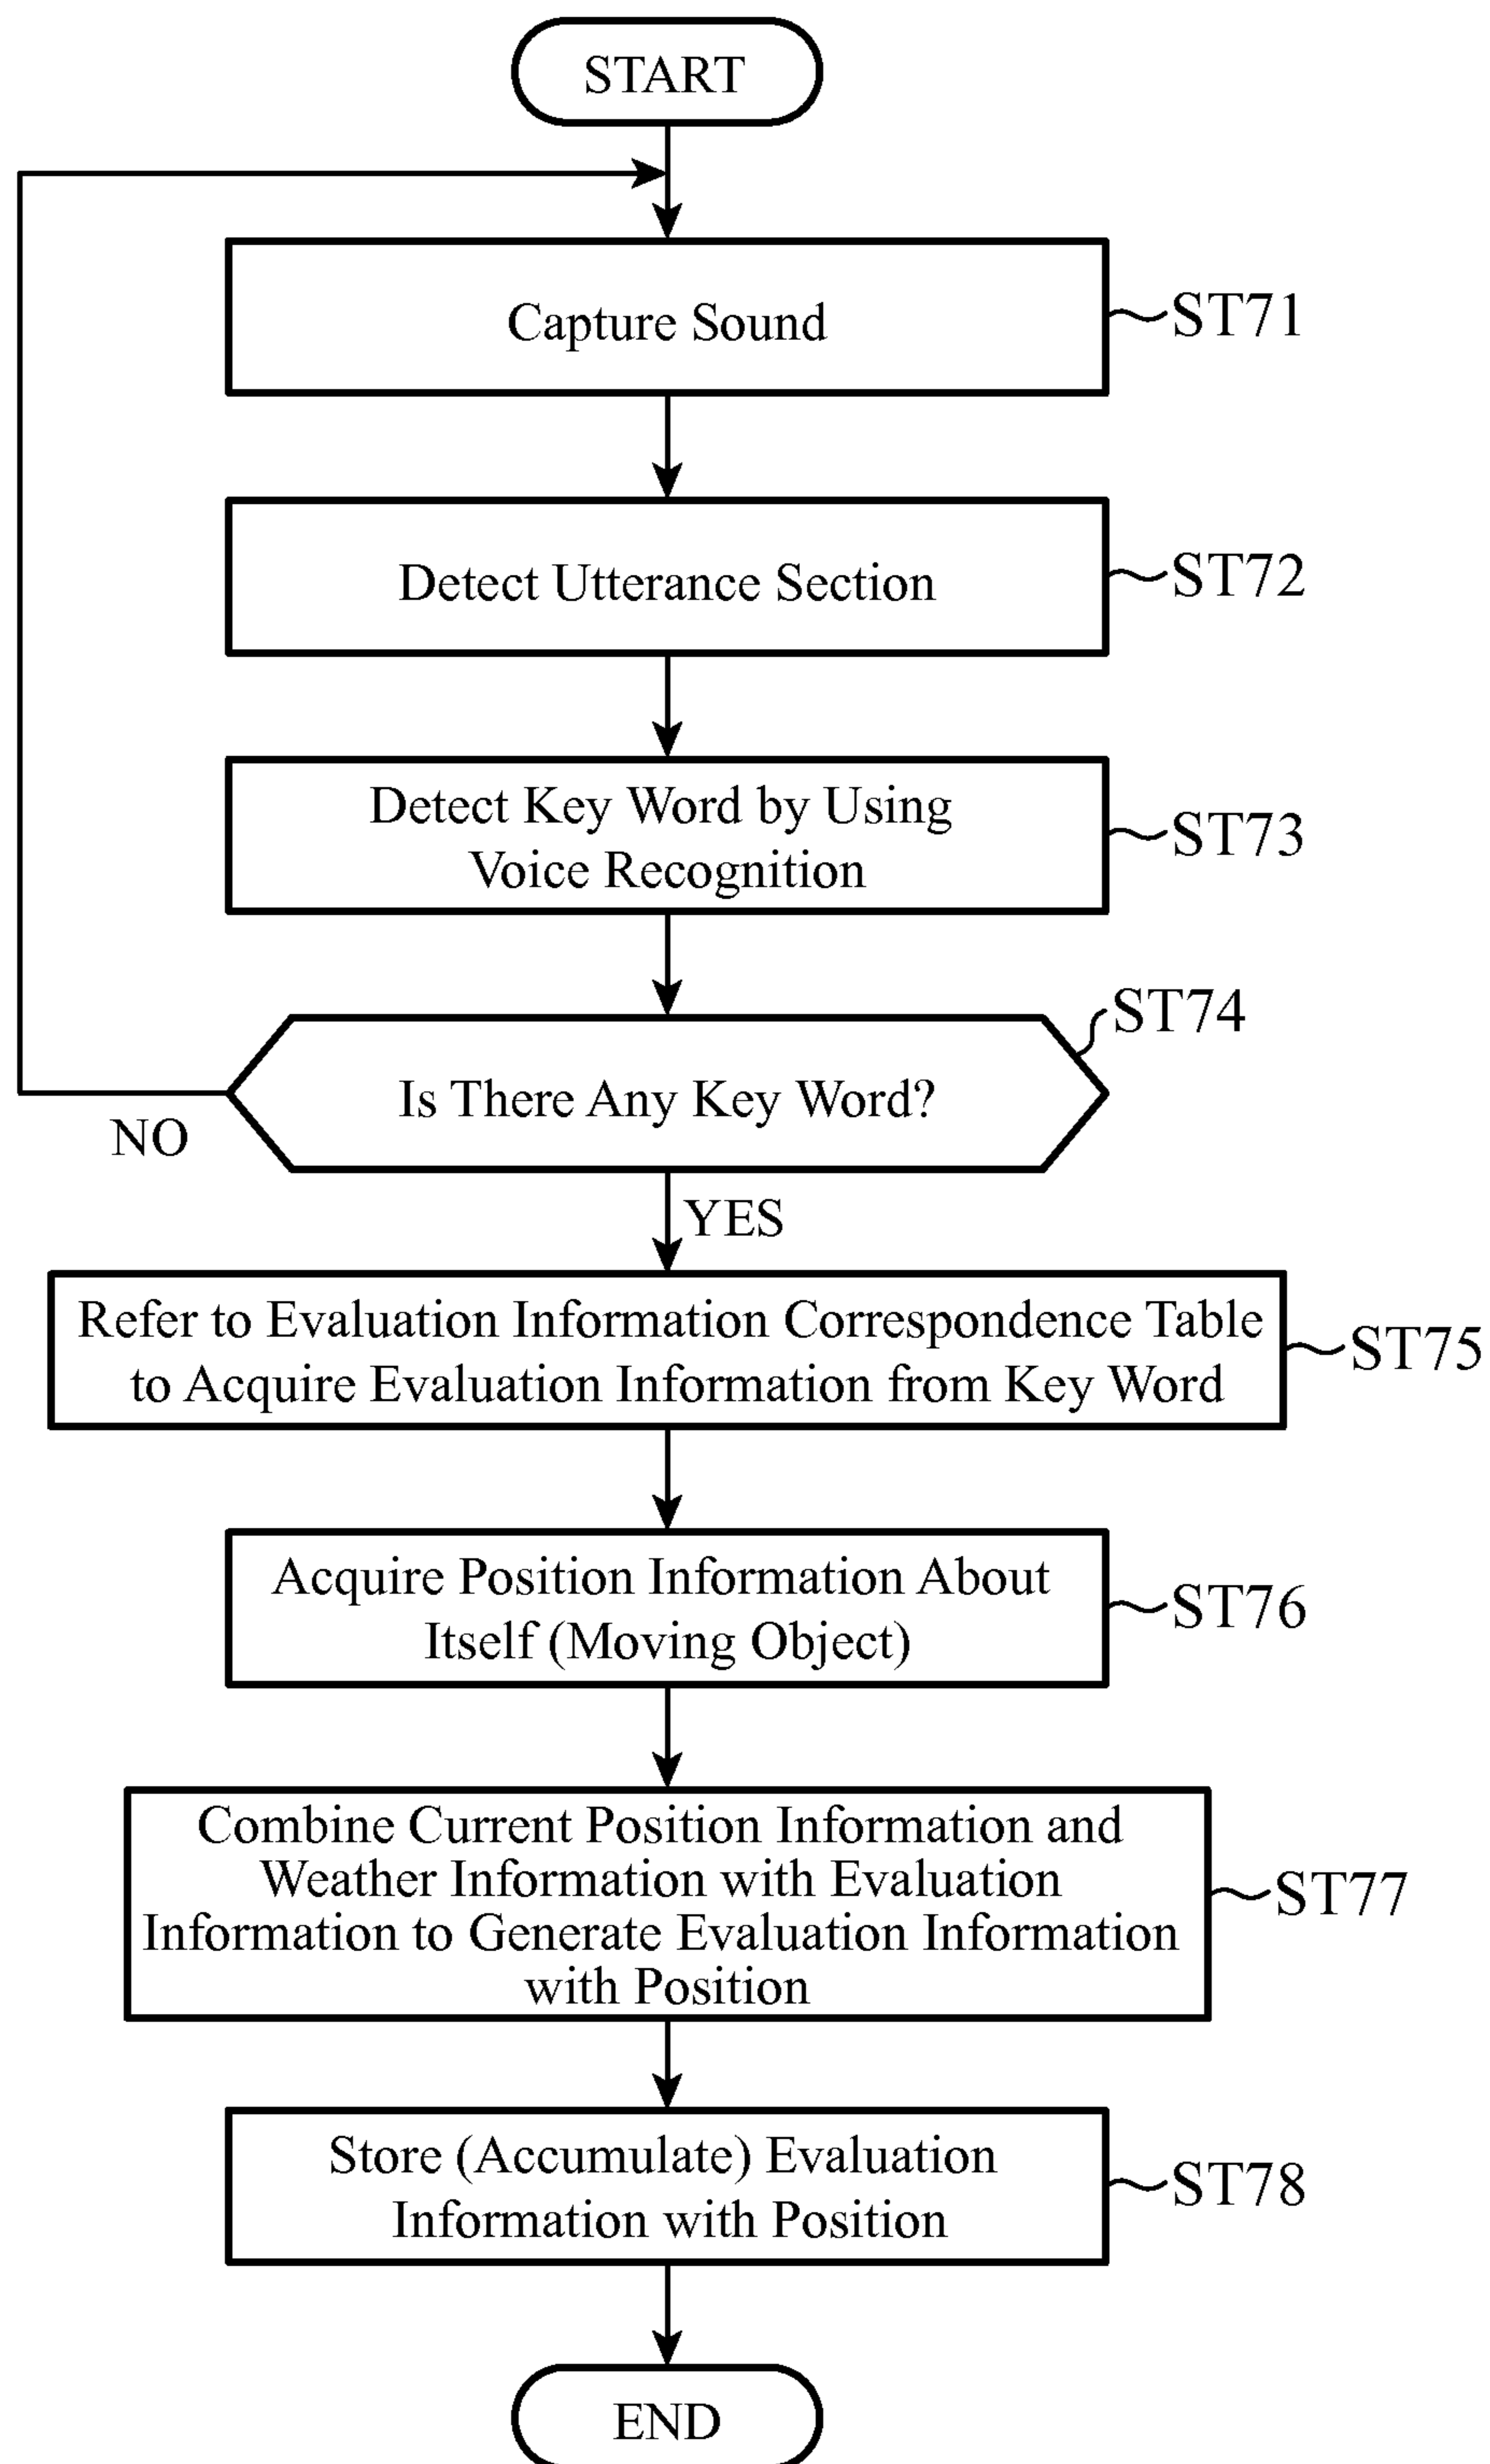 START
Capture Sound
ST71
Detect Utterance Section
ST72
Detect Key Word by Using
Voice Recognition
ST73
ST74
Is There Any Key Word?
NO
YES
Refer to Evaluation Information Correspondence Table
to Acquire Evaluation Information from Key Word
ST75
Acquire Position Information About
Itself (Moving Object)
ST76
Combine Current Position Information and
Weather Information with Evaluation
Information to Generate Evaluation Information
with Position
ST77
Store (Accumulate) Evaluation
Information with Position
ST78
END